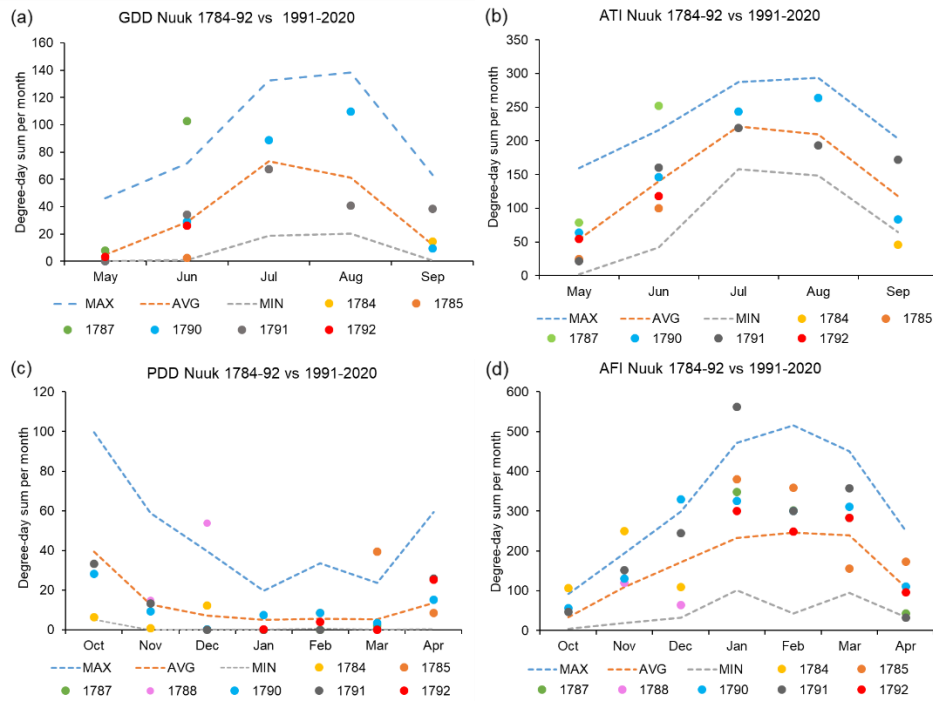 (a) GDD Nuuk 1784-92 vs 1991-2020
Degree-day sum per month
160
140
120
100
80
60
40
20
0
May Jun Jul Aug Sep
MAX AVG MIN 1784 1785
1787 1790 1791 1792
(b) ATI Nuuk 1784-92 vs 1991-2020
Degree-day sum per month
350
300
250
200
150
100
50
0
May Jun Jul Aug Sep
MAX AVG MIN 1784 1785
1787 1790 1791 1792
(c) PDD Nuuk 1784-92 vs 1991-2020
Degree-day sum per month
120
100
80
60
40
20
0
Oct Nov Dec Jan Feb Mar Apr
MAX AVG MIN 1784 1785
1787 1788 1790 1791 1792
(d) AFI Nuuk 1784-92 vs 1991-2020
Degree-day sum per month
600
500
400
300
200
100
0
Oct Nov Dec Jan Feb Mar Apr
MAX AVG MIN 1784 1785
1787 1788 1790 1791 1792